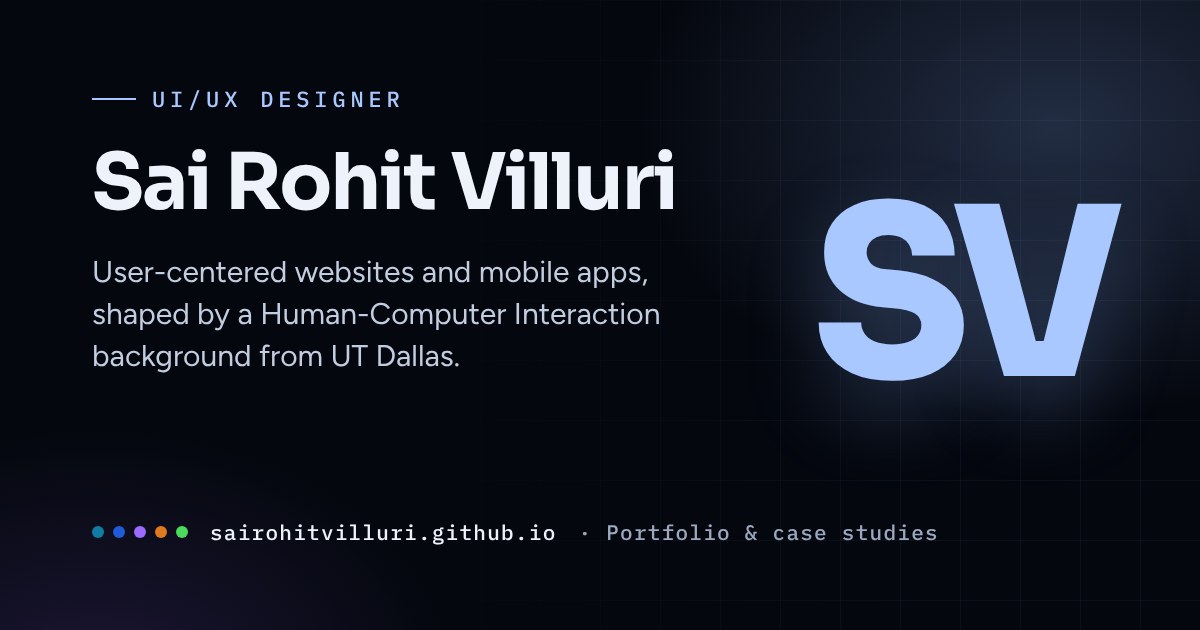 UI/UX DESIGNER
Sai Rohit Villuri
User-centered websites and mobile apps,
shaped by a Human-Computer Interaction
background from UT Dallas.
SV
sairohitvilluri.github.io · Portfolio & case studies